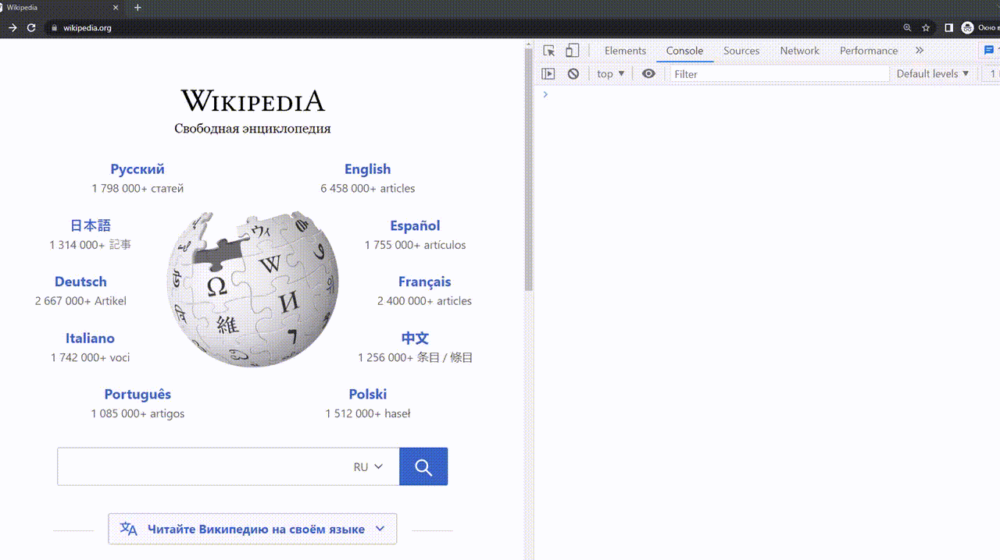 Wikipedia
wikipedia.org
Окно в
Elements Console Sources Network Performance
top Filter Default levels 1
WIKIPEDIA
Свободная энциклопедия
Русский
1 798 000+ статей
English
6 458 000+ articles
日本語
1 314 000+ 記事
Español
1 755 000+ artículos
Deutsch
2 667 000+ Artikel
Français
2 400 000+ articles
Italiano
1 742 000+ voci
中文
1 256 000+ 条目 / 條目
Português
1 085 000+ artigos
Polski
1 512 000+ haseł
Ω
W
И
維
ウィ
RU
Читайте Википедию на своём языке